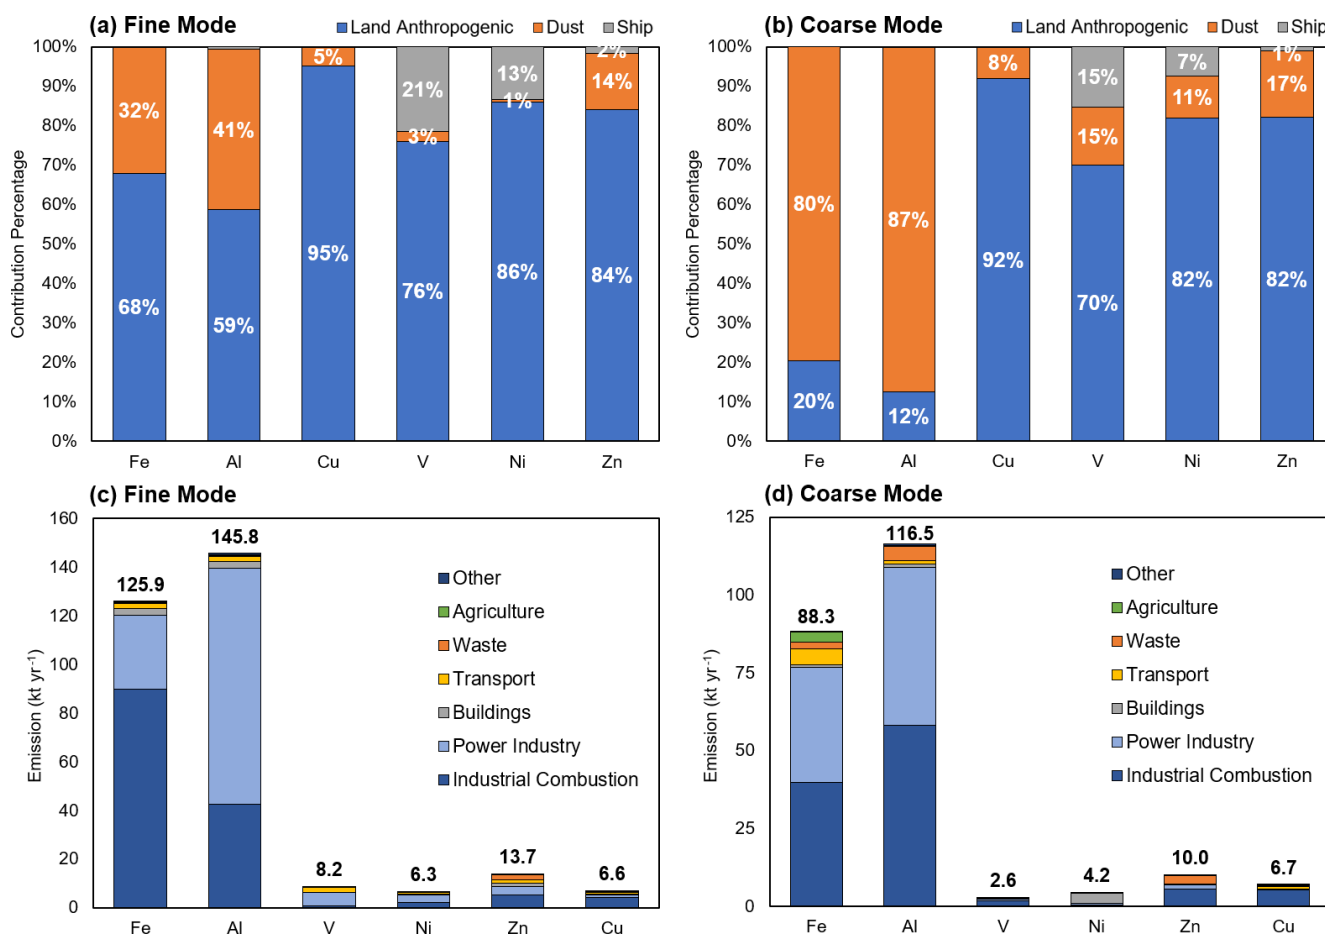 (a) Fine Mode
Land Anthropogenic Dust Ship
100%
90%
80%
70%
60%
50%
40%
30%
20%
10%
0%
Contribution Percentage
32%
68%
41%
59%
5%
95%
21%
3%
76%
13%
1%
86%
2%
14%
84%
Fe Al Cu V Ni Zn
(b) Coarse Mode
Land Anthropogenic Dust Ship
100%
90%
80%
70%
60%
50%
40%
30%
20%
10%
0%
Contribution Percentage
80%
20%
87%
12%
8%
92%
15%
15%
70%
7%
11%
82%
1%
17%
82%
Fe Al Cu V Ni Zn
(c) Fine Mode
160
140
120
100
80
60
40
20
0
Emission (kt yr⁻¹)
125.9
145.8
8.2
6.3
13.7
6.6
Other
Agriculture
Waste
Transport
Buildings
Power Industry
Industrial Combustion
Fe Al V Ni Zn Cu
(d) Coarse Mode
125
100
75
50
25
0
Emission (kt yr⁻¹)
88.3
116.5
2.6
4.2
10.0
6.7
Other
Agriculture
Waste
Transport
Buildings
Power Industry
Industrial Combustion
Fe Al V Ni Zn Cu